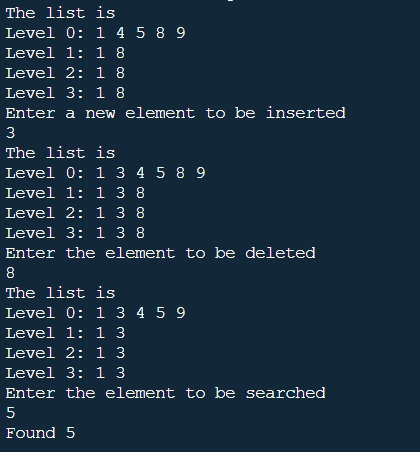 The list is
Level 0: 1 4 5 8 9
Level 1: 1 8
Level 2: 1 8
Level 3: 1 8
Enter a new element to be inserted
3
The list is
Level 0: 1 3 4 5 8 9
Level 1: 1 3 8
Level 2: 1 3 8
Level 3: 1 3 8
Enter the element to be deleted
8
The list is
Level 0: 1 3 4 5 9
Level 1: 1 3
Level 2: 1 3
Level 3: 1 3
Enter the element to be searched
5
Found 5